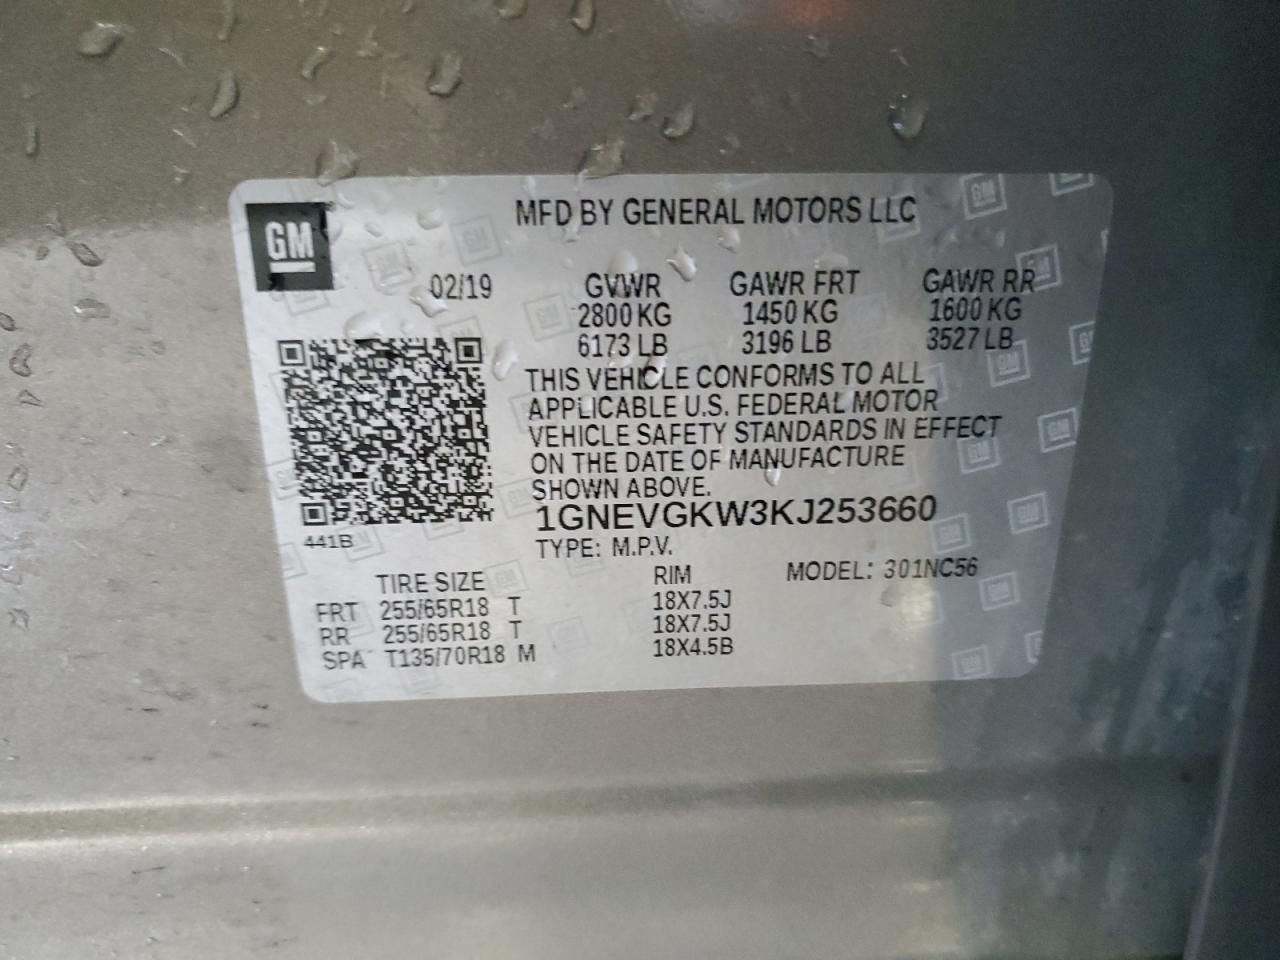 GM
MFD BY GENERAL MOTORS LLC
02/19 GVWR GAWR FRT GAWR RR
2800 KG 1450 KG 1600 KG
6173 LB 3196 LB 3527 LB
THIS VEHICLE CONFORMS TO ALL
APPLICABLE U.S. FEDERAL MOTOR
VEHICLE SAFETY STANDARDS IN EFFECT
ON THE DATE OF MANUFACTURE
SHOWN ABOVE.
1GNEVGKW3KJ253660
441B
TYPE: M.P.V.
MODEL: 301NC56
TIRE SIZE RIM
FRT 255/65R18 T 18X7.5J
RR 255/65R18 T 18X7.5J
SPA T135/70R18 M 18X4.5B